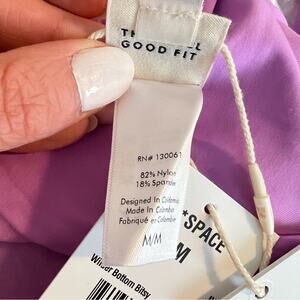 GOOD FIT
RN# 130061
82% Nylon
18% Spandex
Designed In California
Made In Colombia
Fabriqué en Colombie
M/M
*SPACE
M
Bottom Bitsy